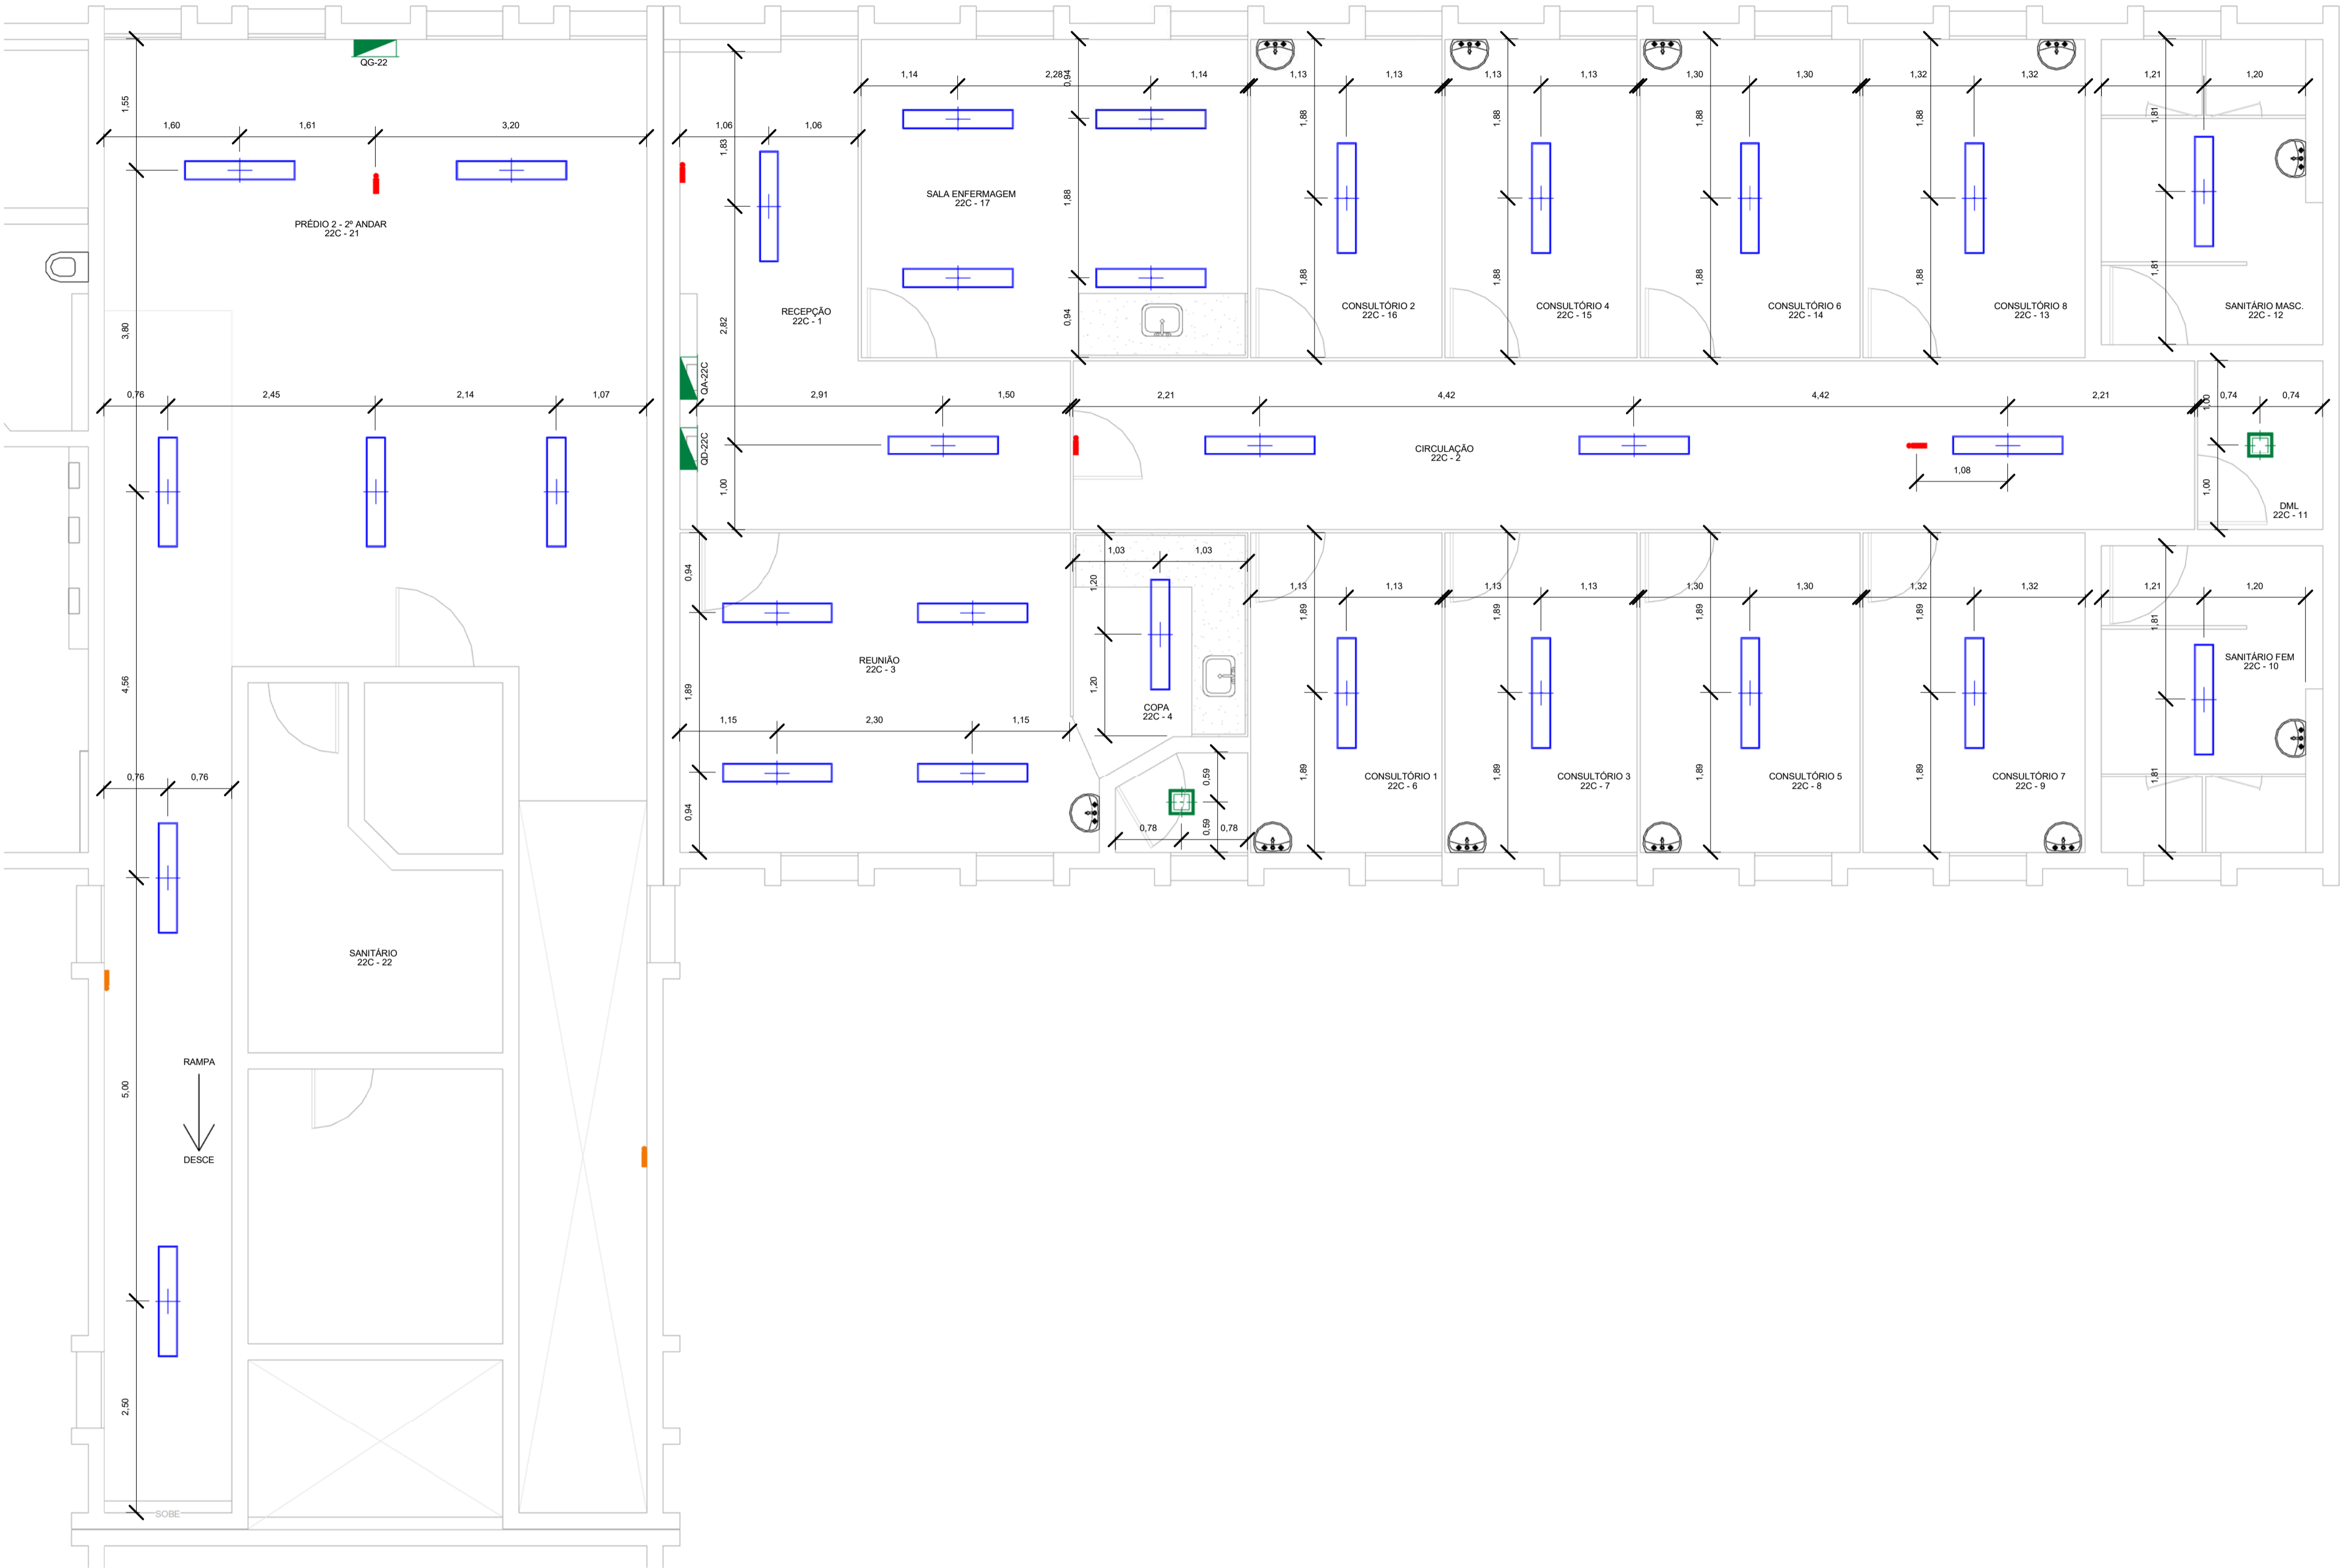 QG-22
1,14
2,28
0,94
1,14
1,13
1,13
1,13
1,13
1,30
1,30
1,32
1,32
1,21
1,20
1,55
1,60
1,61
3,20
1,06
1,06
1,83
1,88
1,88
1,88
1,88
1,81
PRÉDIO 2 - 2º ANDAR
22C - 21
SALA ENFERMAGEM
22C - 17
1,88
RECEPÇÃO
22C - 1
CONSULTÓRIO 2
22C - 16
CONSULTÓRIO 4
22C - 15
CONSULTÓRIO 6
22C - 14
CONSULTÓRIO 8
22C - 13
SANITÁRIO MASC.
22C - 12
3,80
2,82
0,94
1,88
1,88
1,88
1,88
1,81
QA-22C
0,76
2,45
2,14
1,07
2,91
1,50
2,21
4,42
4,42
2,21
1,00
0,74
0,74
QD-22C
CIRCULAÇÃO
22C - 2
1,08
1,00
1,00
DML
22C - 11
0,94
1,03
1,03
1,20
1,13
1,13
1,13
1,13
1,30
1,30
1,32
1,32
1,21
1,20
1,89
1,89
1,89
1,89
1,81
REUNIÃO
22C - 3
SANITÁRIO FEM
22C - 10
4,56
1,89
1,20
COPA
22C - 4
1,15
2,30
1,15
0,76
0,76
0,94
0,59
0,59
0,78
0,78
1,89
1,89
1,89
1,89
1,81
CONSULTÓRIO 1
22C - 6
CONSULTÓRIO 3
22C - 7
CONSULTÓRIO 5
22C - 8
CONSULTÓRIO 7
22C - 9
SANITÁRIO
22C - 22
RAMPA
5,00
DESCE
2,50
SOBE